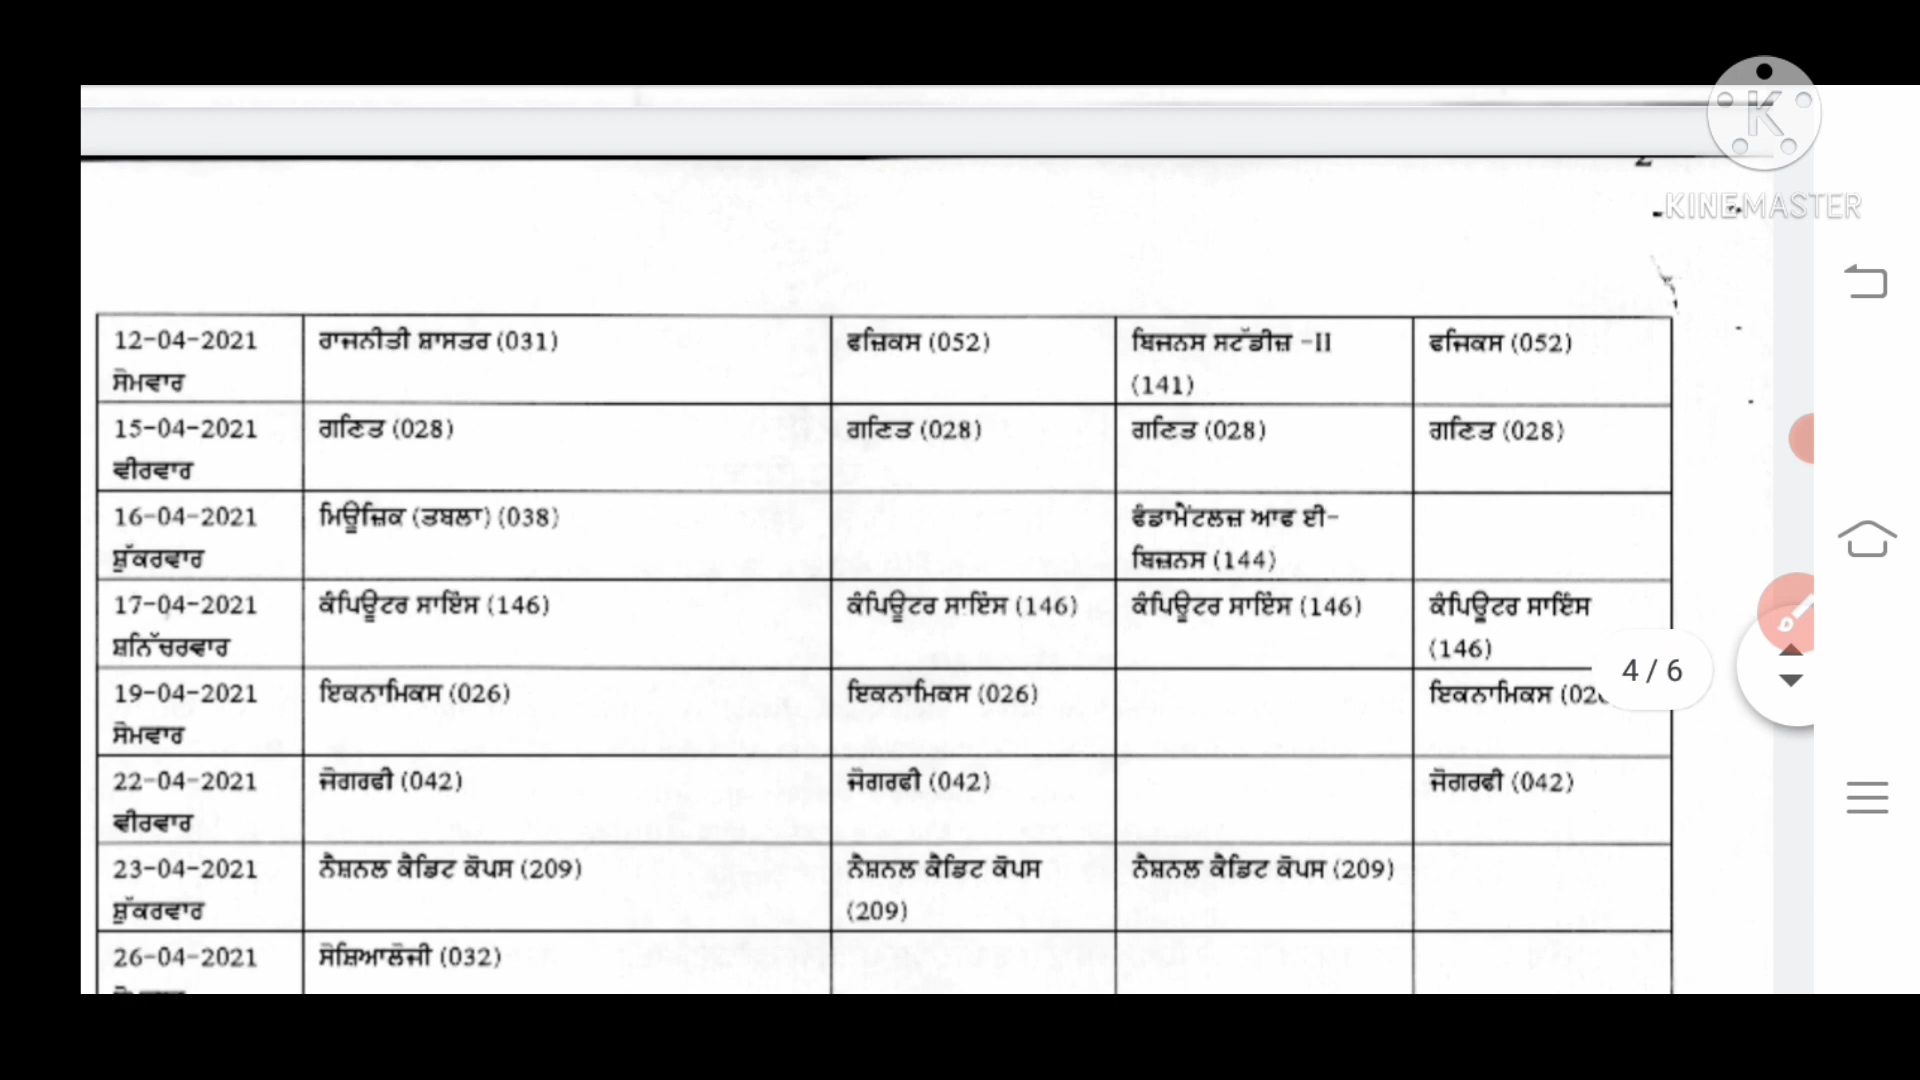 KINEMASTER
12-04-2021 ਰਾਜਨੀਤੀ ਸ਼ਾਸਤਰ (031) ਫਜ਼ਿਕਸ (052) ਬਿਜਨਸ ਸਟੱਡੀਜ਼ -II ਫਜਿਕਸ (052)
ਸੋਮਵਾਰ (141)
15-04-2021 ਗਣਿਤ (028) ਗਣਿਤ (028) ਗਣਿਤ (028) ਗਣਿਤ (028)
ਵੀਰਵਾਰ
16-04-2021 ਮਿਊਜ਼ਿਕ (ਤਬਲਾ) (038) ਫੰਡਾਮੈਂਟਲਜ਼ ਆਫ ਈ-
ਸ਼ੁੱਕਰਵਾਰ ਬਿਜ਼ਨਸ (144)
17-04-2021 ਕੰਪਿਊਟਰ ਸਾਇੰਸ (146) ਕੰਪਿਊਟਰ ਸਾਇੰਸ (146) ਕੰਪਿਊਟਰ ਸਾਇੰਸ (146) ਕੰਪਿਊਟਰ ਸਾਇੰਸ
ਸ਼ਨਿੱਚਰਵਾਰ (146)
4 / 6
19-04-2021 ਇਕਨਾਮਿਕਸ (026) ਇਕਨਾਮਿਕਸ (026) ਇਕਨਾਮਿਕਸ
ਸੋਮਵਾਰ
22-04-2021 ਜੋਗਰਫੀ (042) ਜੋਗਰਫੀ (042) ਜੋਗਰਫੀ (042)
ਵੀਰਵਾਰ
23-04-2021 ਨੈਸ਼ਨਲ ਕੈਡਿਟ ਕੋਪਸ (209) ਨੈਸ਼ਨਲ ਕੈਡਿਟ ਕੋਪਸ ਨੈਸ਼ਨਲ ਕੈਡਿਟ ਕੋਪਸ (209)
ਸ਼ੁੱਕਰਵਾਰ (209)
26-04-2021 ਸੋਸ਼ਿਆਲੋਜੀ (032)